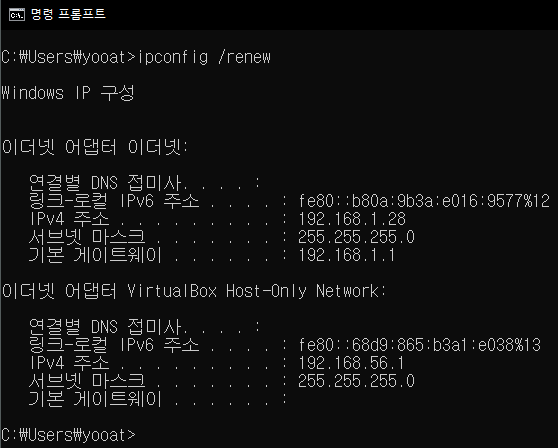 명령 프롬프트
C:\Users\yooat>ipconfig /renew
Windows IP 구성
이더넷 어댑터 이더넷:
연결별 DNS 접미사. . . . :
링크-로컬 IPv6 주소 . . . . : fe80::b80a:9b3a:e016:9577%12
IPv4 주소 . . . . . . . . . : 192.168.1.28
서브넷 마스크 . . . . . . . : 255.255.255.0
기본 게이트웨이 . . . . . . : 192.168.1.1
이더넷 어댑터 VirtualBox Host-Only Network:
연결별 DNS 접미사. . . . :
링크-로컬 IPv6 주소 . . . . : fe80::68d9:865:b3a1:e038%13
IPv4 주소 . . . . . . . . . : 192.168.56.1
서브넷 마스크 . . . . . . . : 255.255.255.0
기본 게이트웨이 . . . . . . :
C:\Users\yooat>